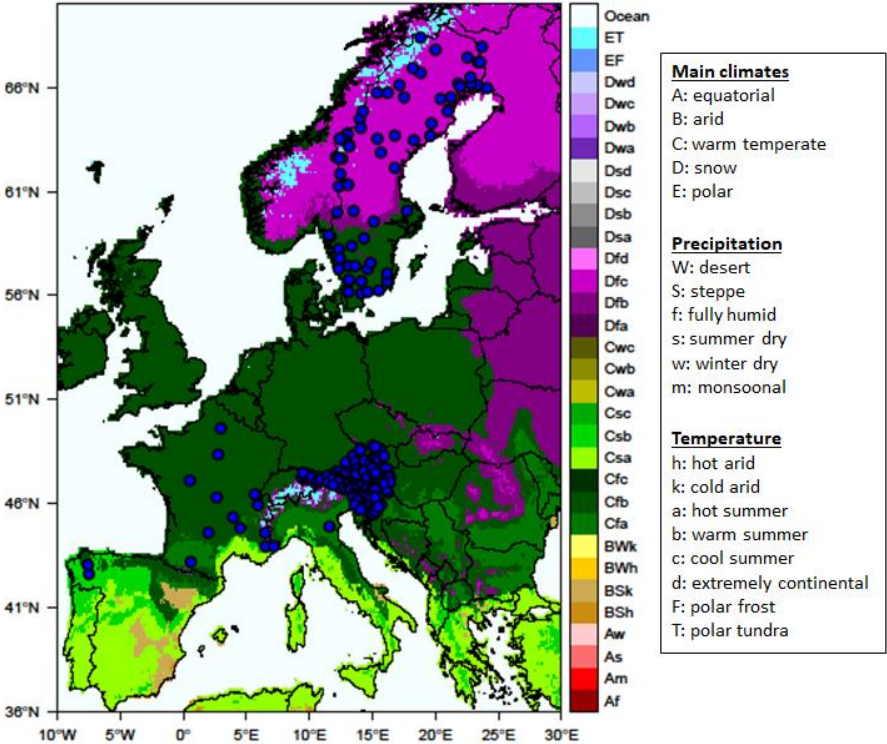 66°N
61°N
56°N
51°N
46°N
41°N
36°N
10°W 5°W 0°E 5°E 10°E 15°E 20°E 25°E 30°E
Ocean
ET
EF
Dwd
Dwc
Dwb
Dwa
Dsd
Dsc
Dsb
Dsa
Dfd
Dfc
Dfb
Dfa
Cwc
Cwb
Cwa
Csc
Csb
Csa
Cfc
Cfb
Cfa
BWk
BWh
BSk
BSh
Aw
As
Am
Af
Main climates
A: equatorial
B: arid
C: warm temperate
D: snow
E: polar
Precipitation
W: desert
S: steppe
f: fully humid
s: summer dry
w: winter dry
m: monsoonal
Temperature
h: hot arid
k: cold arid
a: hot summer
b: warm summer
c: cool summer
d: extremely continental
F: polar frost
T: polar tundra